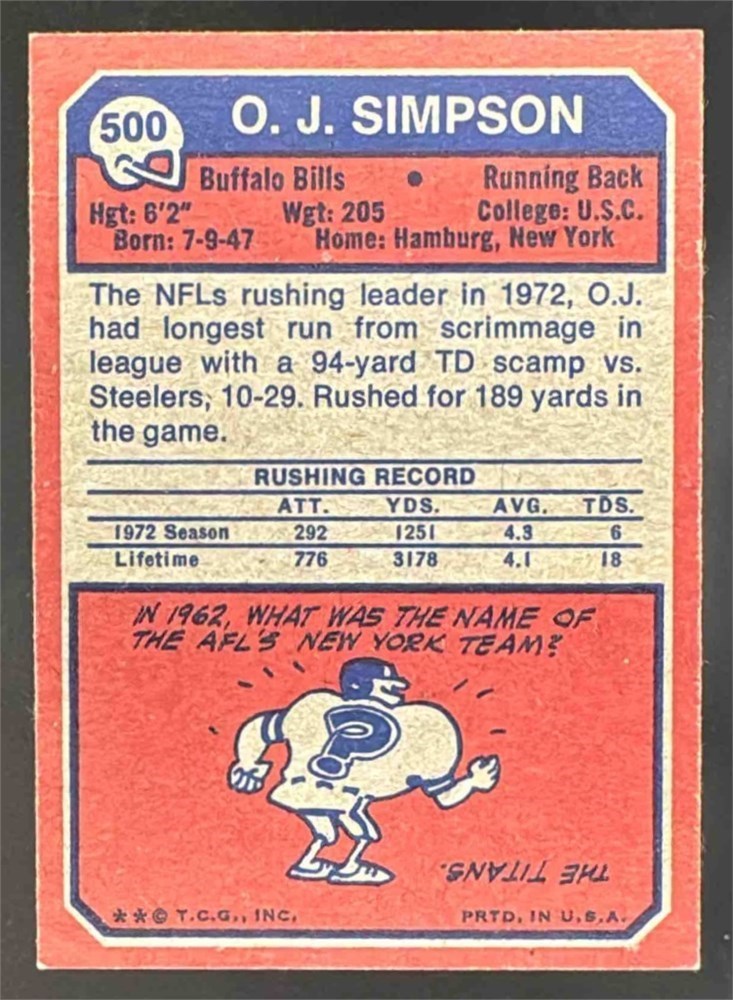 500 O. J. SIMPSON
Buffalo Bills • Running Back
Hgt: 6'2" Wgt: 205 College: U.S.C.
Born: 7-9-47 Home: Hamburg, New York
The NFLs rushing leader in 1972, O.J.
had longest run from scrimmage in
league with a 94-yard TD scamp vs.
Steelers, 10-29. Rushed for 189 yards in
the game.
RUSHING RECORD
ATT. YDS. AVG. TDS.
1972 Season 292 1251 4.3 6
Lifetime 776 3178 4.1 18
IN 1962, WHAT WAS THE NAME OF
THE AFL'S NEW YORK TEAM?
?
THE TITANS.
**© T.C.G., INC. PRTD. IN U.S.A.